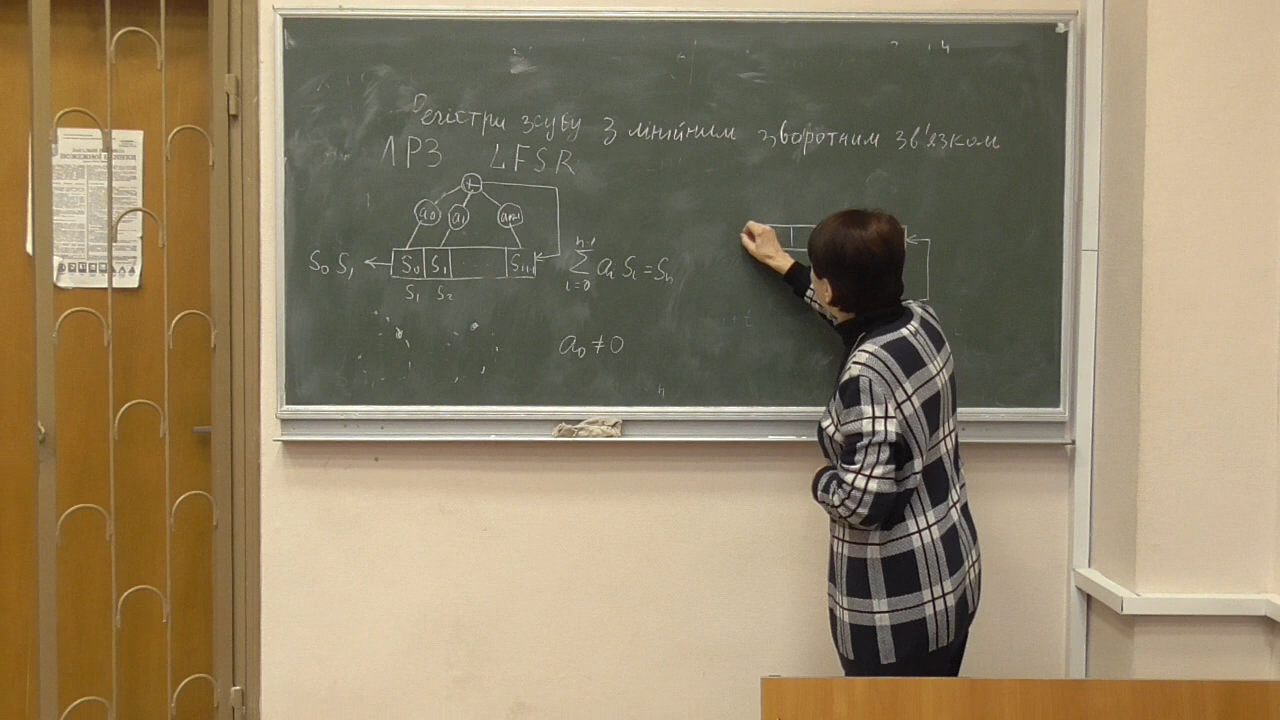 Регістри зсуву з лінійним зворотним зв'язком
ЛРЗ LFSR
+
a₀ a₁ aₙ₋₁
S₀ S₁ ← S₀ S₁ Sₙ₋₁
S₁ S₂
n-1
∑ aᵢ Sᵢ = Sₙ
i=0
a₀ ≠ 0